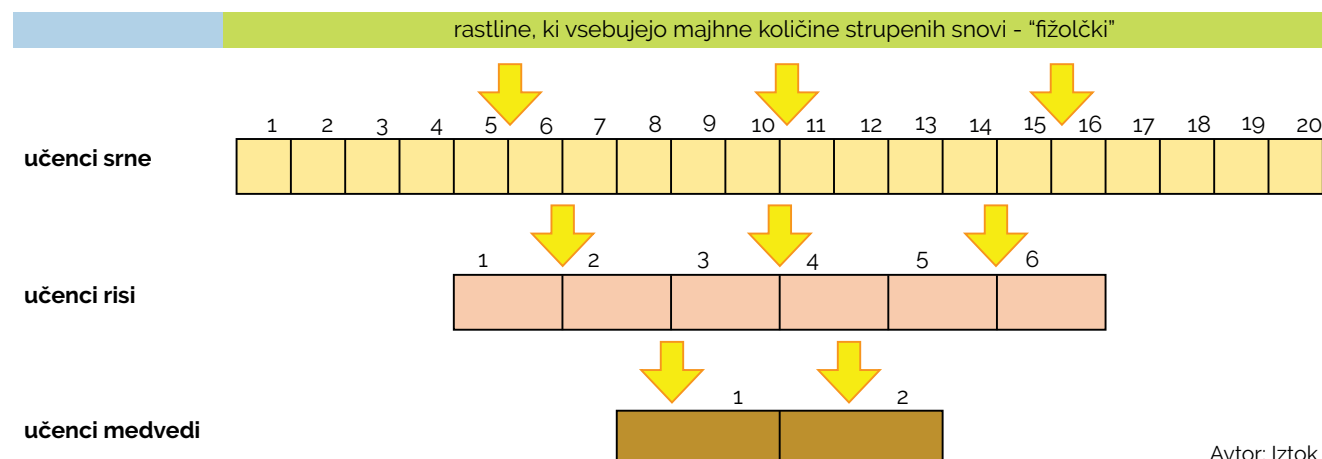 rastline, ki vsebujejo majhne količine strupenih snovi - “fižolčki”
1 2 3 4 5 6 7 8 9 10 11 12 13 14 15 16 17 18 19 20
učenci srne
1 2 3 4 5 6
učenci risi
1 2
učenci medvedi
Avtor: Iztok